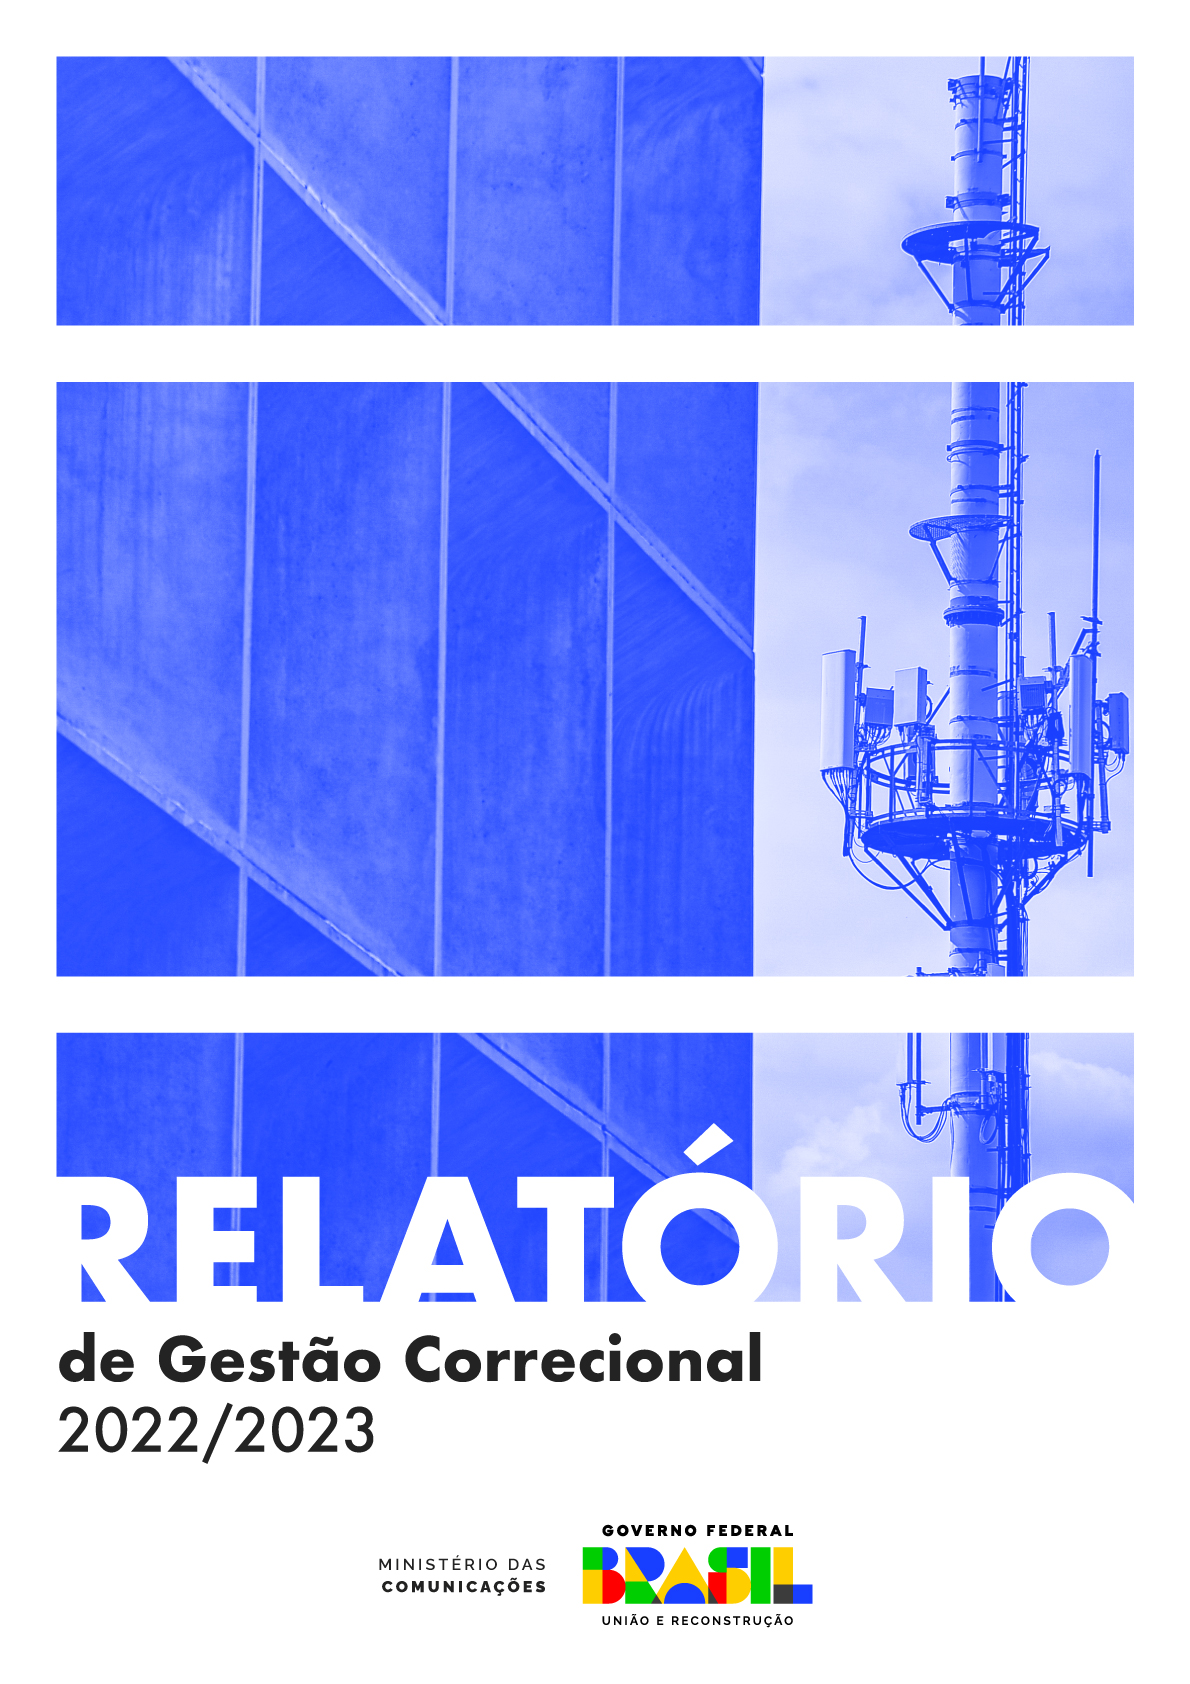 RELATÓRIO
de Gestão Correcional
2022/2023
GOVERNO FEDERAL
MINISTÉRIO DAS
COMUNICAÇÕES
BRASIL
UNIÃO E RECONSTRUÇÃO